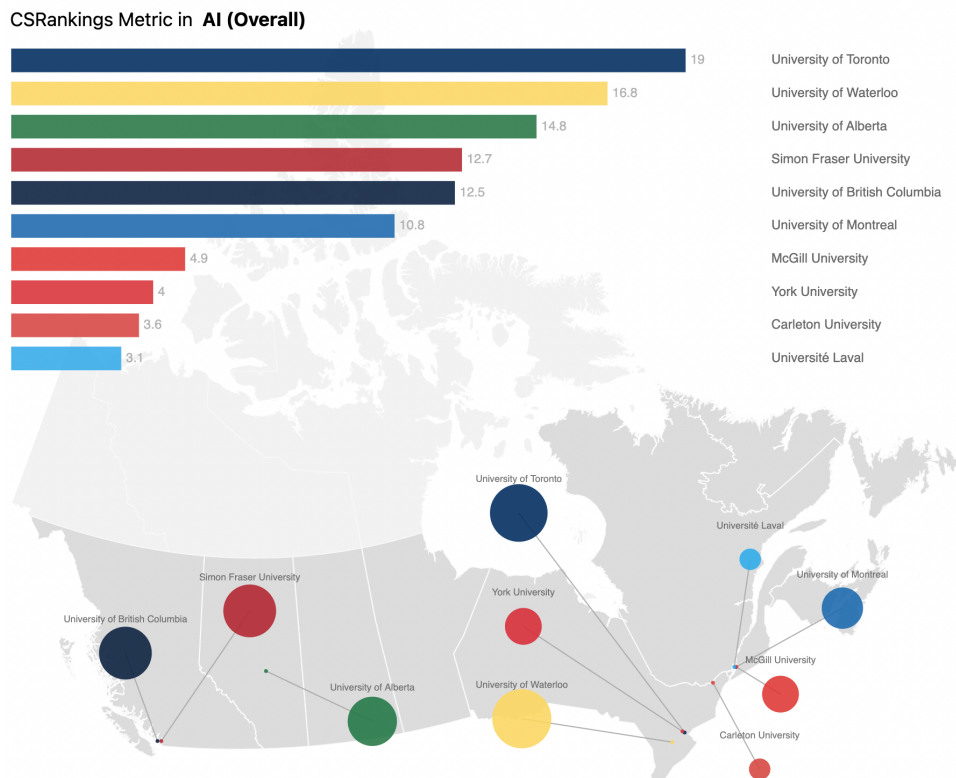 CSRankings Metric in AI (Overall)
19 University of Toronto
16.8 University of Waterloo
14.8 University of Alberta
12.7 Simon Fraser University
12.5 University of British Columbia
10.8 University of Montreal
4.9 McGill University
4 York University
3.6 Carleton University
3.1 Université Laval
University of Toronto
Université Laval
University of Montreal
Simon Fraser University
York University
University of British Columbia
McGill University
University of Alberta
University of Waterloo
Carleton University